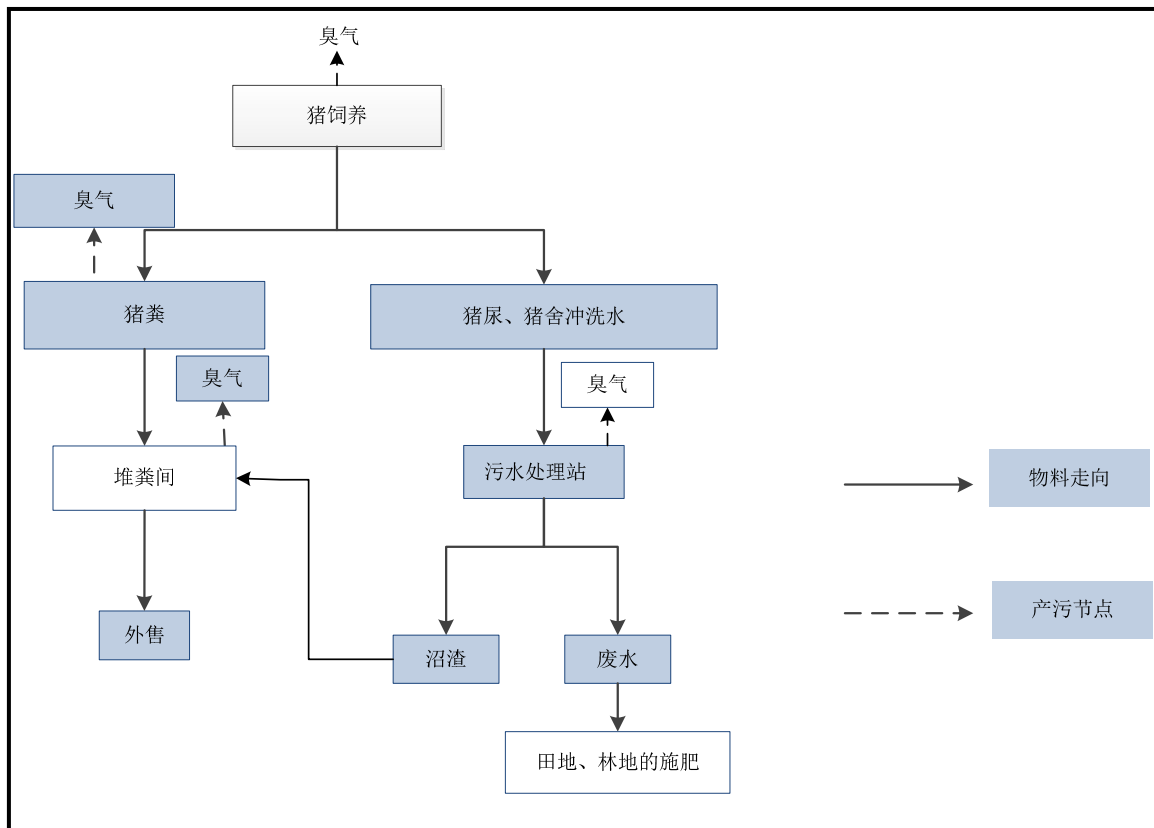 臭气
猪饲养
臭气
猪粪
猪尿、猪舍冲洗水
臭气
臭气
堆粪间
污水处理站
物料走向
外售
沼渣
废水
产污节点
田地、林地的施肥